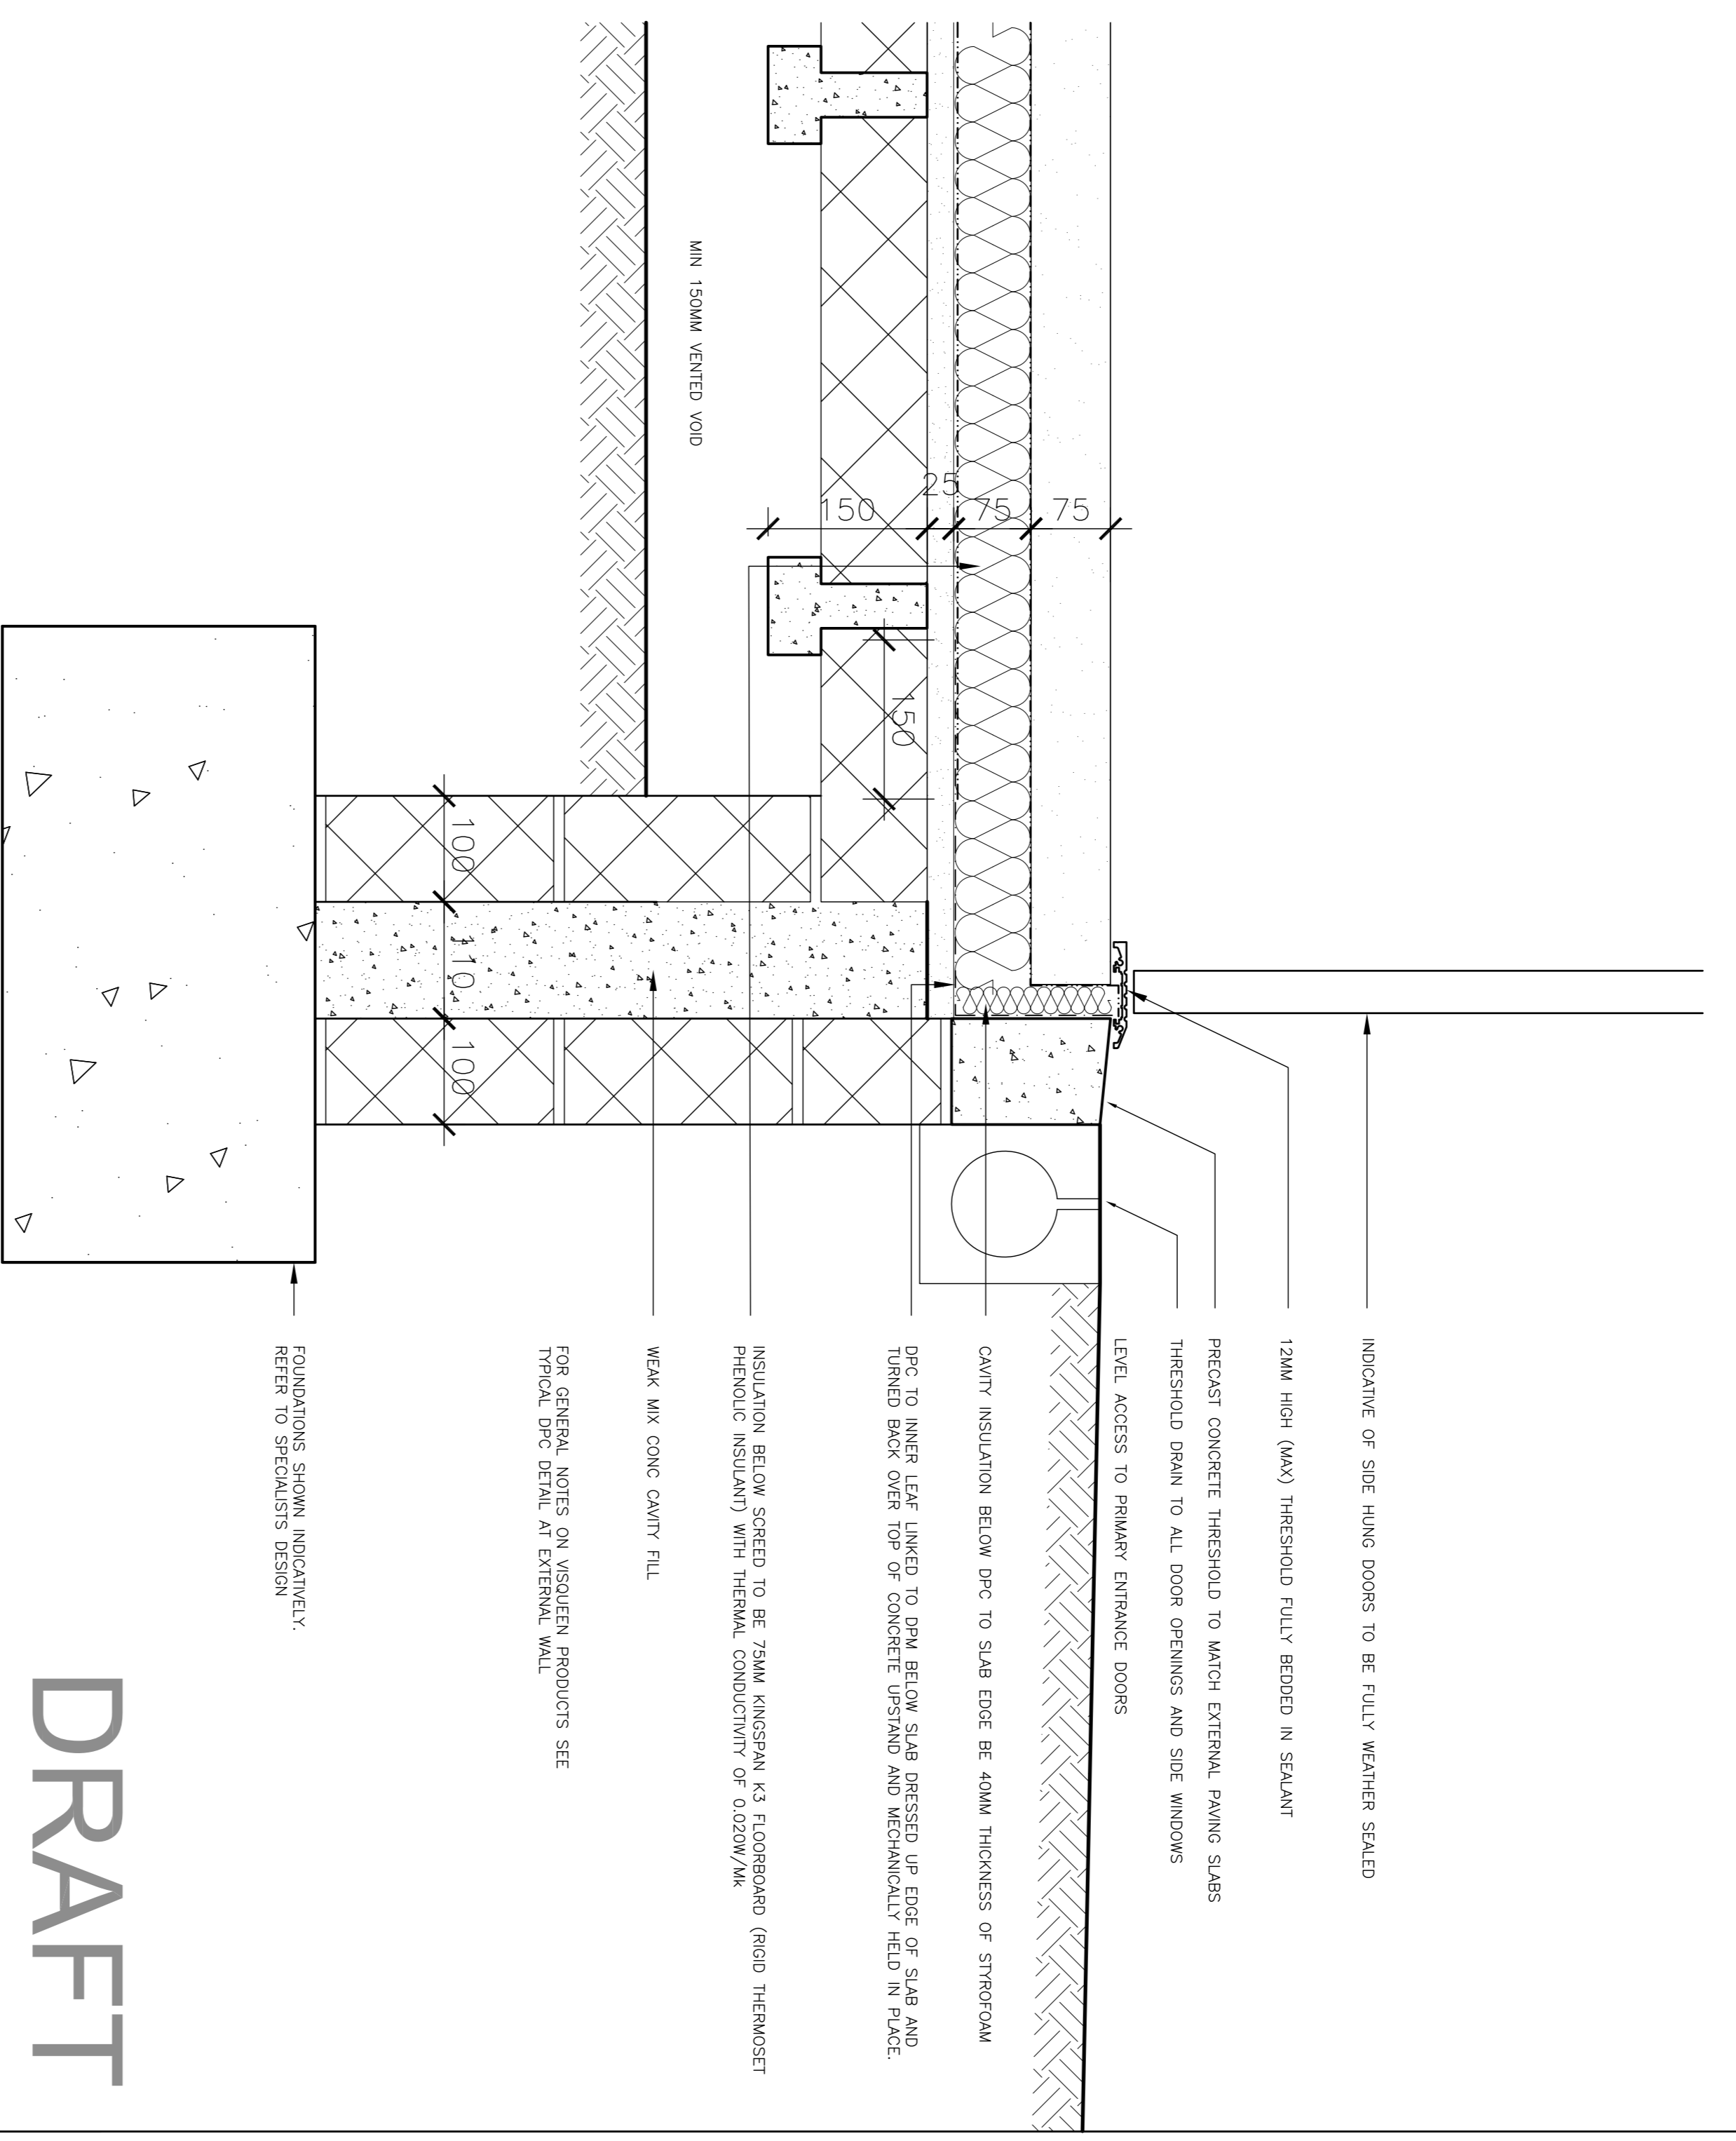 INDICATIVE OF SIDE HUNG DOORS TO BE FULLY WEATHER SEALED
12MM HIGH (MAX) THRESHOLD FULLY BEDDED IN SEALANT
PRECAST CONCRETE THRESHOLD TO MATCH EXTERNAL PAVING SLABS
THRESHOLD DRAIN TO ALL DOOR OPENINGS AND SIDE WINDOWS
LEVEL ACCESS TO PRIMARY ENTRANCE DOORS
75
75
25
150
CAVITY INSULATION BELOW DPC TO SLAB EDGE BE 40MM THICKNESS OF STYROFOAM
DPC TO INNER LEAF LINKED TO DPM BELOW SLAB DRESSED UP EDGE OF SLAB AND
TURNED BACK OVER TOP OF CONCRETE UPSTAND AND MECHANICALLY HELD IN PLACE.
150
INSULATION BELOW SCREED TO BE 75MM KINGSPAN K3 FLOORBOARD (RIGID THERMOSET
PHENOLIC INSULANT) WITH THERMAL CONDUCTIVITY OF 0.020W/Mk
MIN 150MM VENTED VOID
WEAK MIX CONC CAVITY FILL
FOR GENERAL NOTES ON VISQUEEN PRODUCTS SEE
TYPICAL DPC DETAIL AT EXTERNAL WALL
100
110
100
FOUNDATIONS SHOWN INDICATIVELY.
REFER TO SPECIALISTS DESIGN
DRAFT